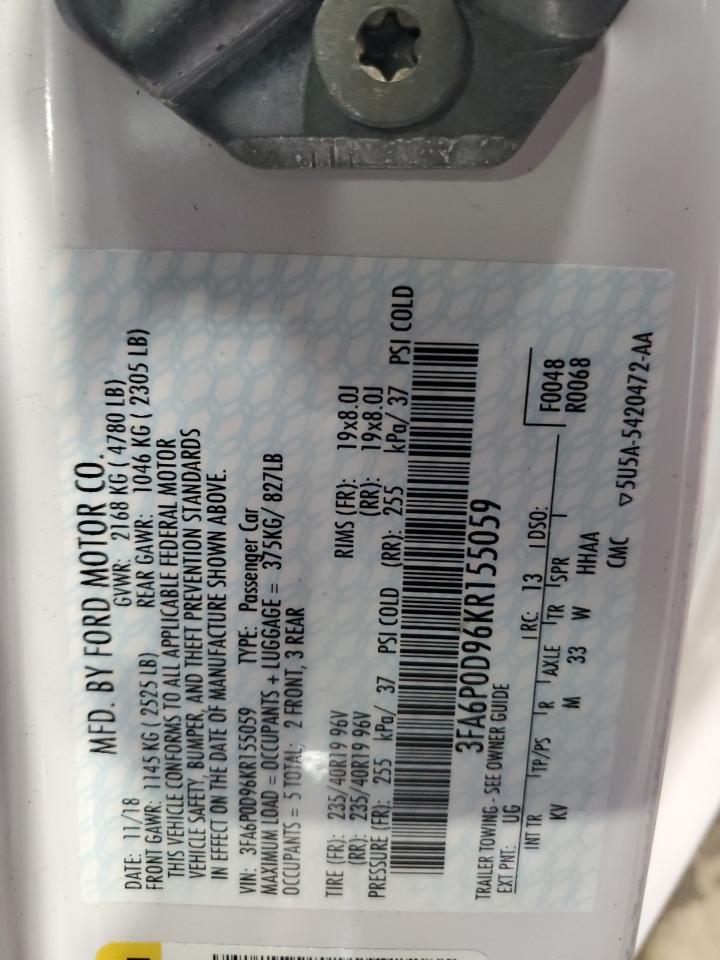 MFD. BY FORD MOTOR CO.
DATE: 11/18 GVWR: 2168 KG ( 4780 LB)
FRONT GAWR: 1145 KG ( 2525 LB) REAR GAWR: 1046 KG ( 2305 LB)
THIS VEHICLE CONFORMS TO ALL APPLICABLE FEDERAL MOTOR
VEHICLE SAFETY, BUMPER, AND THEFT PREVENTION STANDARDS
IN EFFECT ON THE DATE OF MANUFACTURE SHOWN ABOVE.
VIN: 3FA6P0D96KR155059 TYPE: Passenger Car
MAXIMUM LOAD = OCCUPANTS + LUGGAGE = 375KG/ 827LB
OCCUPANTS = 5 TOTAL; 2 FRONT, 3 REAR
TIRE (FR): 235/40R19 96V RIMS (FR): 19x8.0J
(RR): 235/40R19 96V (RR): 19x8.0J
PRESSURE (FR): 255 kPa/ 37 PSI COLD (RR): 255 kPa/ 37 PSI COLD
3FA6P0D96KR155059
TRAILER TOWING - SEE OWNER GUIDE
EXT PNT: UG RC: 13 DSO: F0048
R0068
INT TR TP/PS R AXLE TR SPR
KV M 33 W HHAA
CMC ▽5U5A-5420472-AA